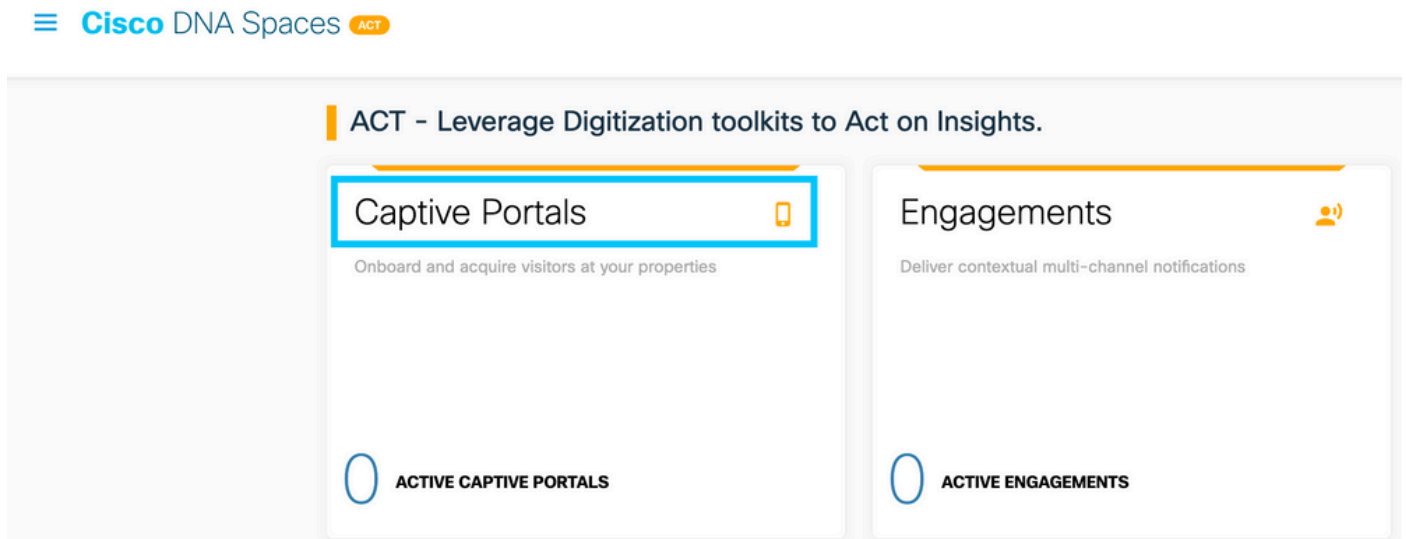 Cisco DNA Spaces ACT
ACT - Leverage Digitization toolkits to Act on Insights.
Captive Portals
Onboard and acquire visitors at your properties
0 ACTIVE CAPTIVE PORTALS
Engagements
Deliver contextual multi-channel notifications
0 ACTIVE ENGAGEMENTS